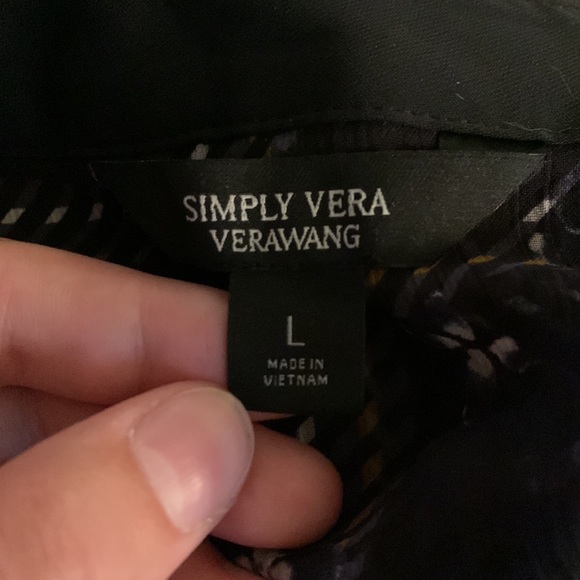 SIMPLY VERA
VERAWANG
L
MADE IN
VIETNAM